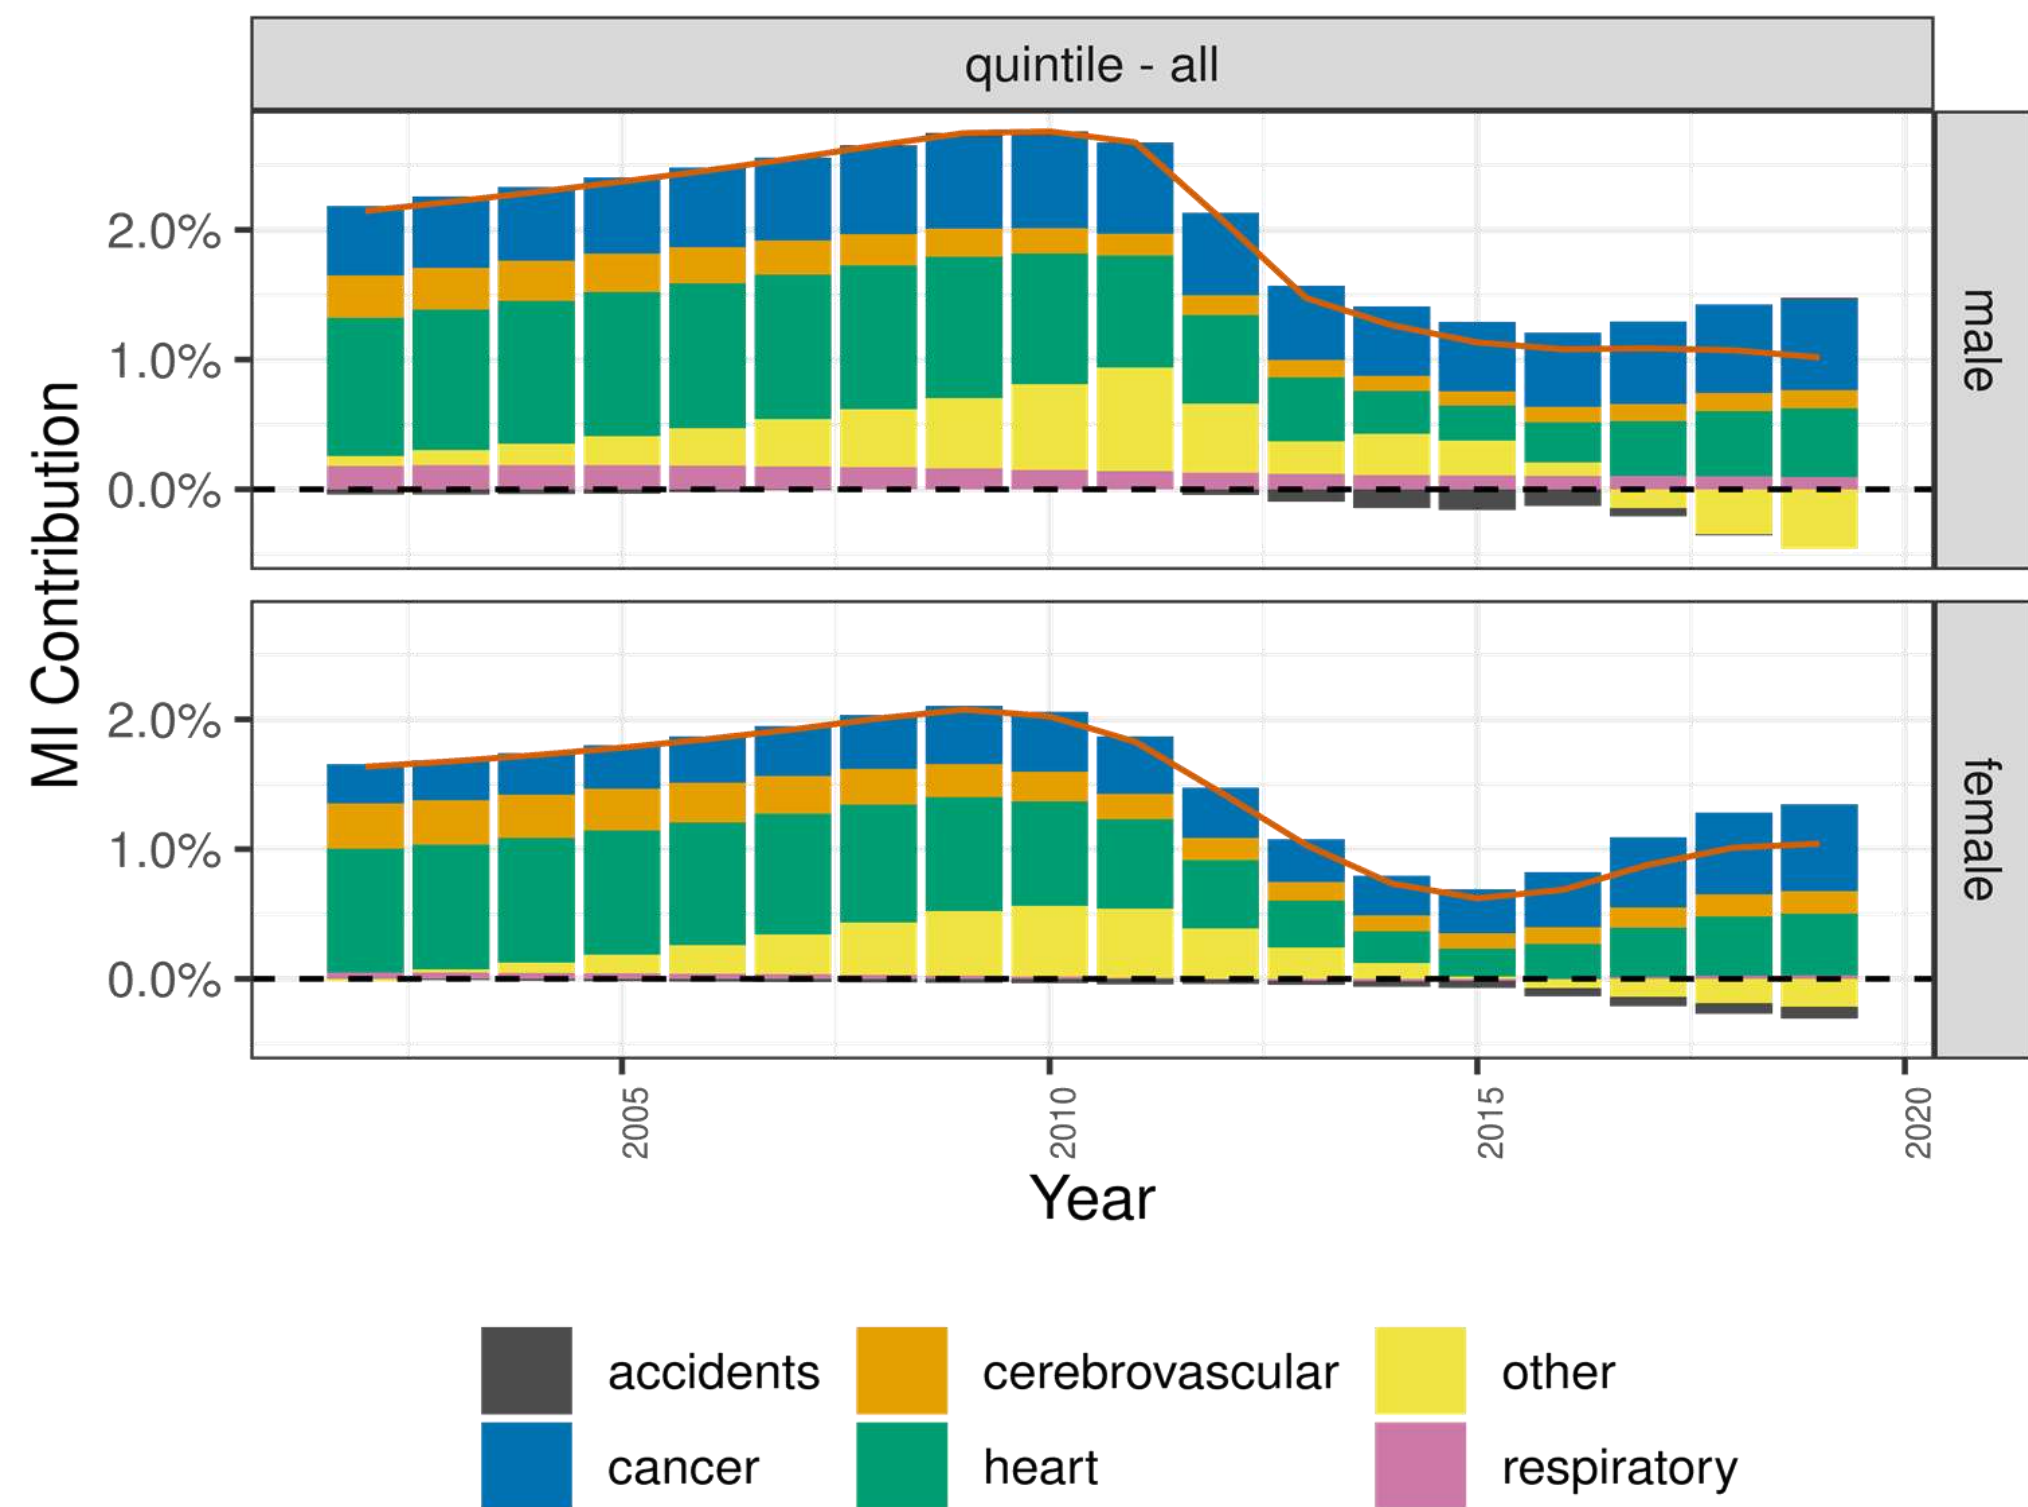 quintile - all
MI Contribution
2.0%
1.0%
0.0%
male
2.0%
1.0%
0.0%
female
2005
2010
2015
2020
Year
accidents
cerebrovascular
other
cancer
heart
respiratory